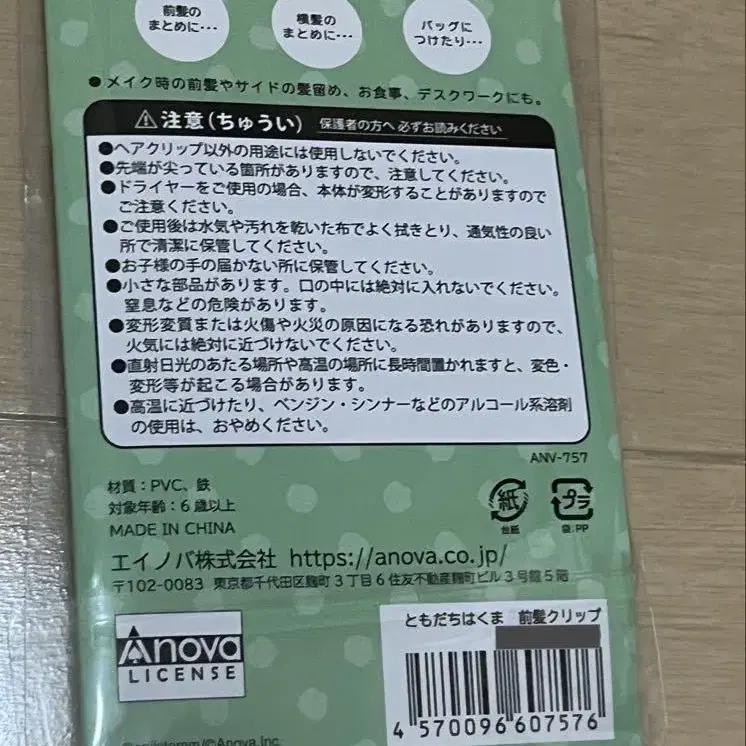 前髪の
まとめに・・・
横髪の
まとめに・・・
バッグに
つけたり・・・
●メイク時の前髪やサイドの髪留め、お食事、デスクワークにも。
注意(ちゅうい) 保護者の方へ 必ずお読みください
●ヘアクリップ以外の用途には使用しないでください。
●先端が尖っている箇所がありますので、注意してください。
●ドライヤーをご使用の場合、本体が変形することがありますので
ご注意ください。
●ご使用後は水気や汚れを乾いた布でよく拭きとり、通気性の良い
所で清潔に保管してください。
●お子様の手の届かない所に保管してください。
●小さな部品があります。口の中には絶対に入れないでください。
窒息などの危険があります。
●変形変質または火傷や火災の原因になる恐れがありますので、
火気には絶対に近づけないでください。
●直射日光のあたる場所や高温の場所に長時間置かれますと、変色・
変形等が起こる場合があります。
●高温に近づけたり、ベンジン・シンナーなどのアルコール系溶剤
の使用は、おやめください。
ANV-757
材質：PVC、鉄
対象年齢：6歳以上
MADE IN CHINA
紙
台紙
プラ
袋:PP
エイノバ株式会社 https://anova.co.jp/
〒102-0083 東京都千代田区麹町3丁目6住友不動産麹町ビル3号館5階
Anova
LICENSE
ともだちはくま 前髪クリップ
4 570096 607576
©Anova Inc.